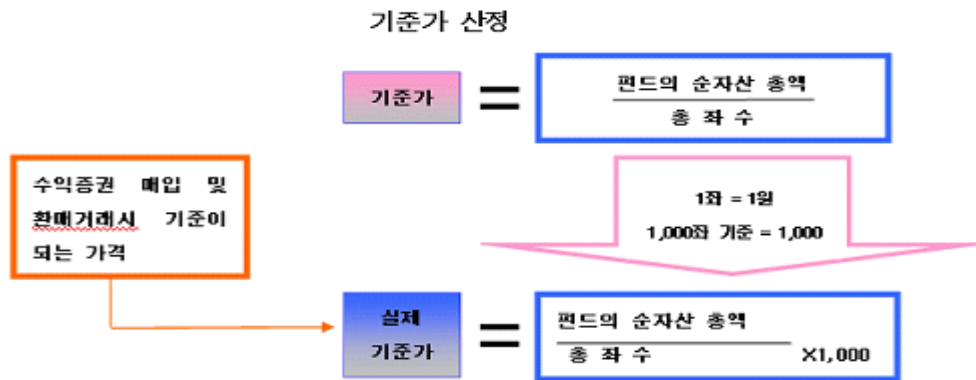 기준가 산정
기준가
=
펀드의 순자산 총액
총 좌 수
수익증권 매입 및
환매거래시 기준이
되는 가격
1좌 = 1원
1,000좌 기준 = 1,000
실제
기준가
=
펀드의 순자산 총액
총 좌 수 X1,000